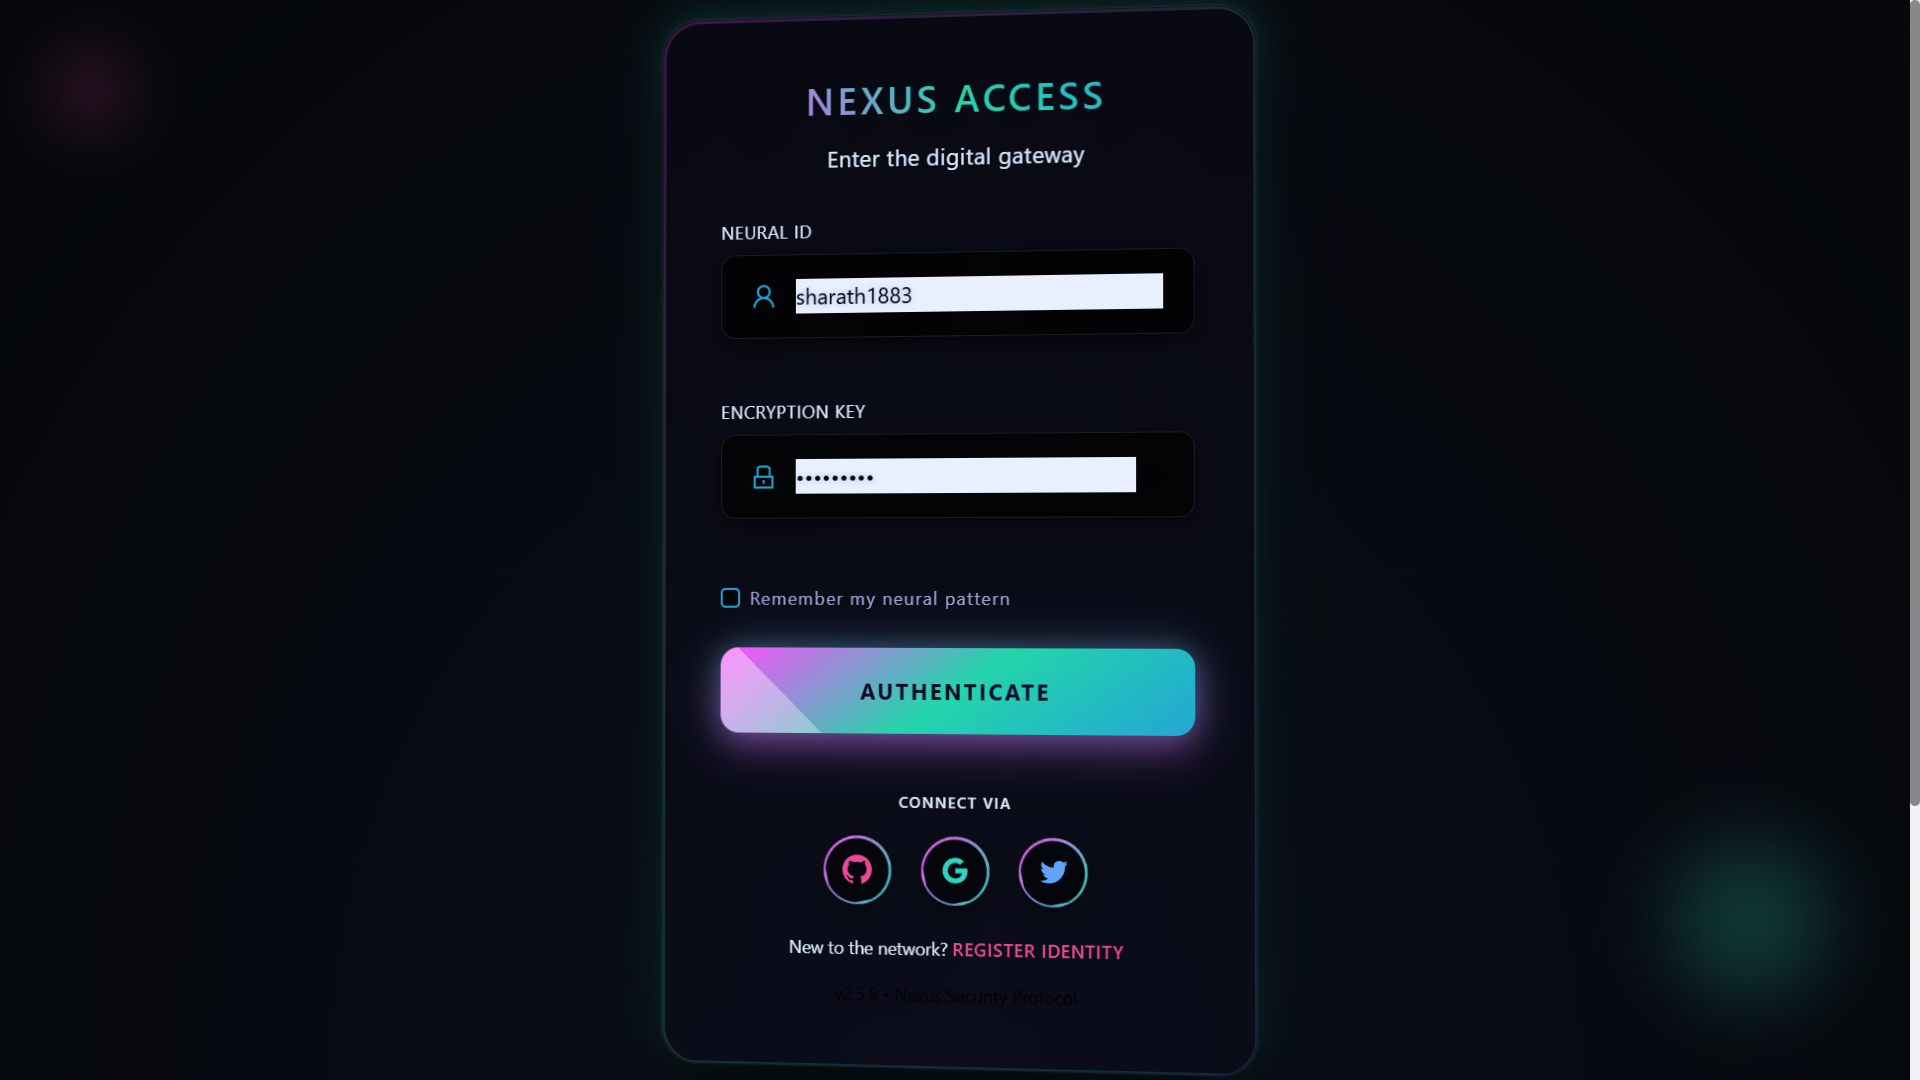 NEXUS ACCESS
Enter the digital gateway
NEURAL ID
sharath1883
ENCRYPTION KEY
•••••••••
Remember my neural pattern
AUTHENTICATE
CONNECT VIA
New to the network? REGISTER IDENTITY
v2.5.8 • Nexus Security Protocol